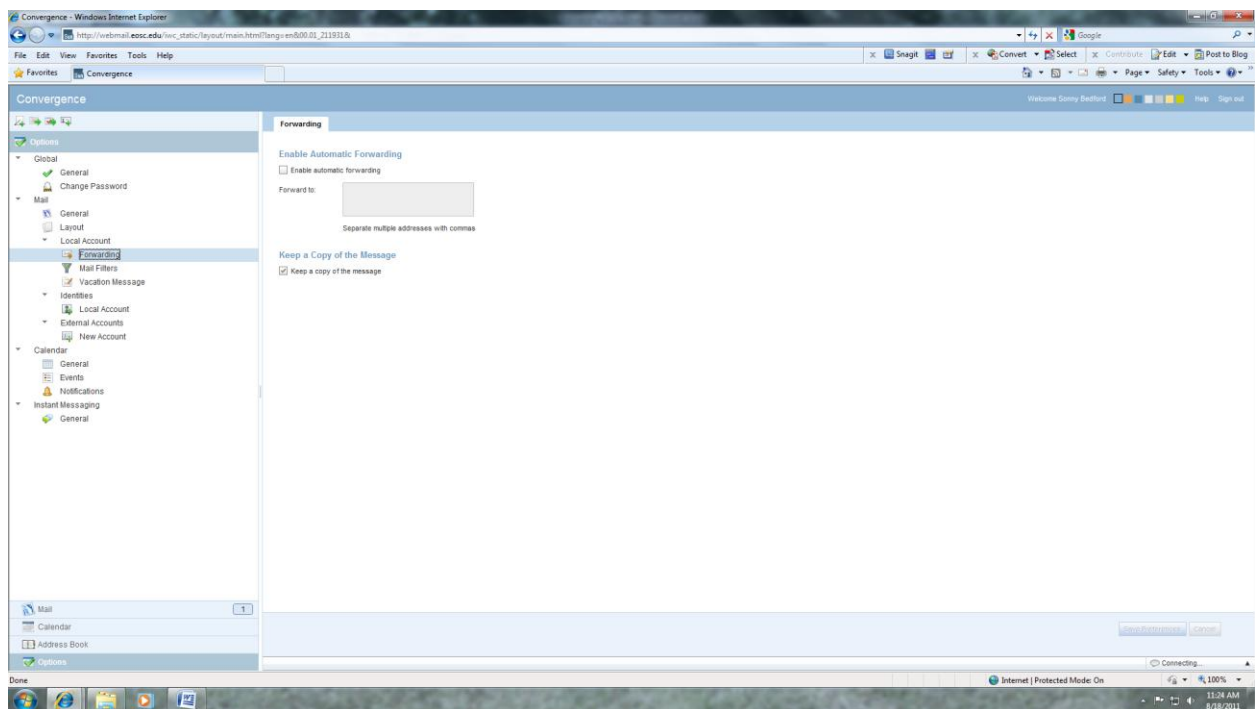 Convergence - Windows Internet Explorer
http://webmail.eosc.edu/iwc_static/layout/main.html?lang=en&00.01_211931&
Google
File Edit View Favorites Tools Help
x Snagit x Convert Select x Contribute Edit Post to Blog
Favorites Convergence
Page Safety Tools
Convergence
Welcome Sonny Bedford Help Sign out
Options
Global
General
Change Password
Mail
General
Layout
Local Account
Forwarding
Mail Filters
Vacation Message
Identities
Local Account
External Accounts
New Account
Calendar
General
Events
Notifications
Instant Messaging
General
Mail 1
Calendar
Address Book
Options
Forwarding
Enable Automatic Forwarding
Enable automatic forwarding
Forward to:
Separate multiple addresses with commas
Keep a Copy of the Message
Keep a copy of the message
Save Preferences Cancel
Connecting...
Done
Internet | Protected Mode: On
100%
11:24 AM
8/18/2011